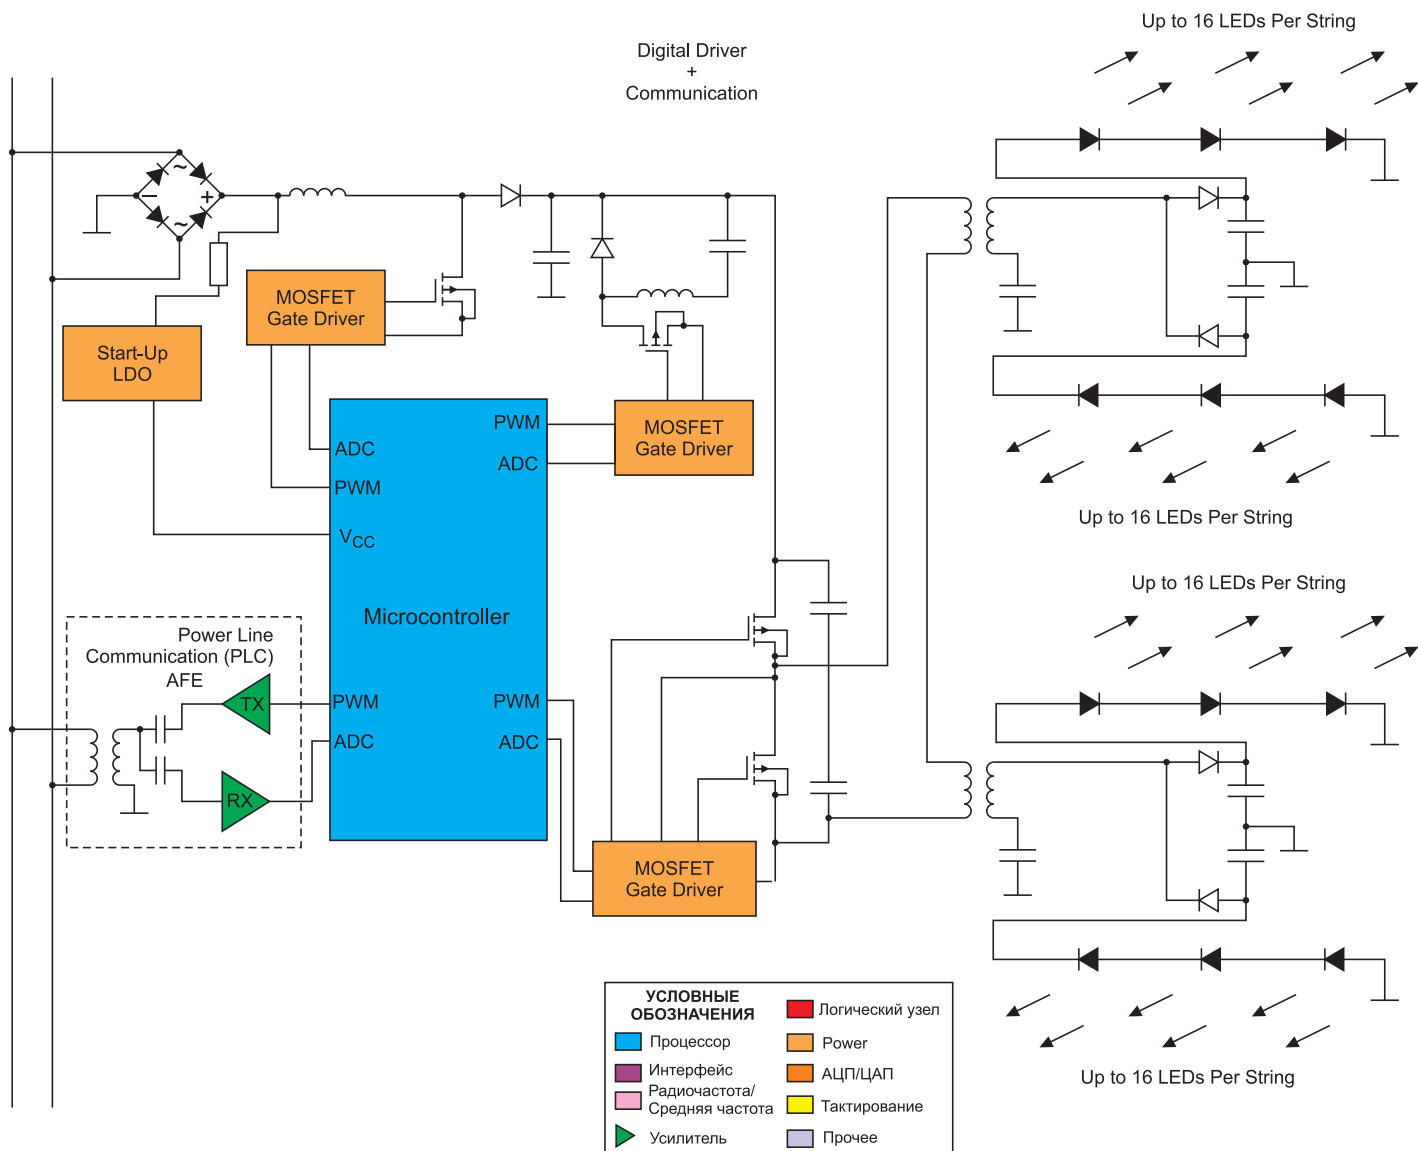 Up to 16 LEDs Per String
Digital Driver
+
Communication
~
−
+
~
MOSFET
Gate Driver
Start-Up
LDO
PWM
ADC
MOSFET
Gate Driver
ADC
PWM
VCC
Up to 16 LEDs Per String
Up to 16 LEDs Per String
Microcontroller
Power Line
Communication (PLC)
AFE
TX
PWM
PWM
ADC
ADC
RX
MOSFET
Gate Driver
УСЛОВНЫЕ
ОБОЗНАЧЕНИЯ
Процессор
Интерфейс
Радиочастота/
Средняя частота
Усилитель
Логический узел
Power
АЦП/ЦАП
Тактирование
Прочее
Up to 16 LEDs Per String